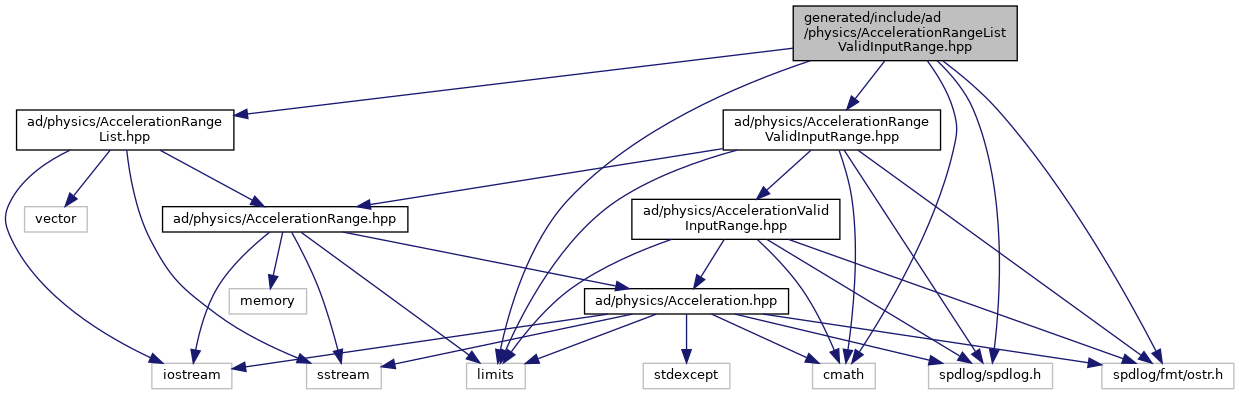 generated/include/ad
/physics/AccelerationRangeList
ValidInputRange.hpp
ad/physics/AccelerationRange
List.hpp
ad/physics/AccelerationRange
ValidInputRange.hpp
vector
ad/physics/AccelerationRange.hpp
ad/physics/AccelerationValid
InputRange.hpp
memory
ad/physics/Acceleration.hpp
iostream
sstream
limits
stdexcept
cmath
spdlog/spdlog.h
spdlog/fmt/ostr.h